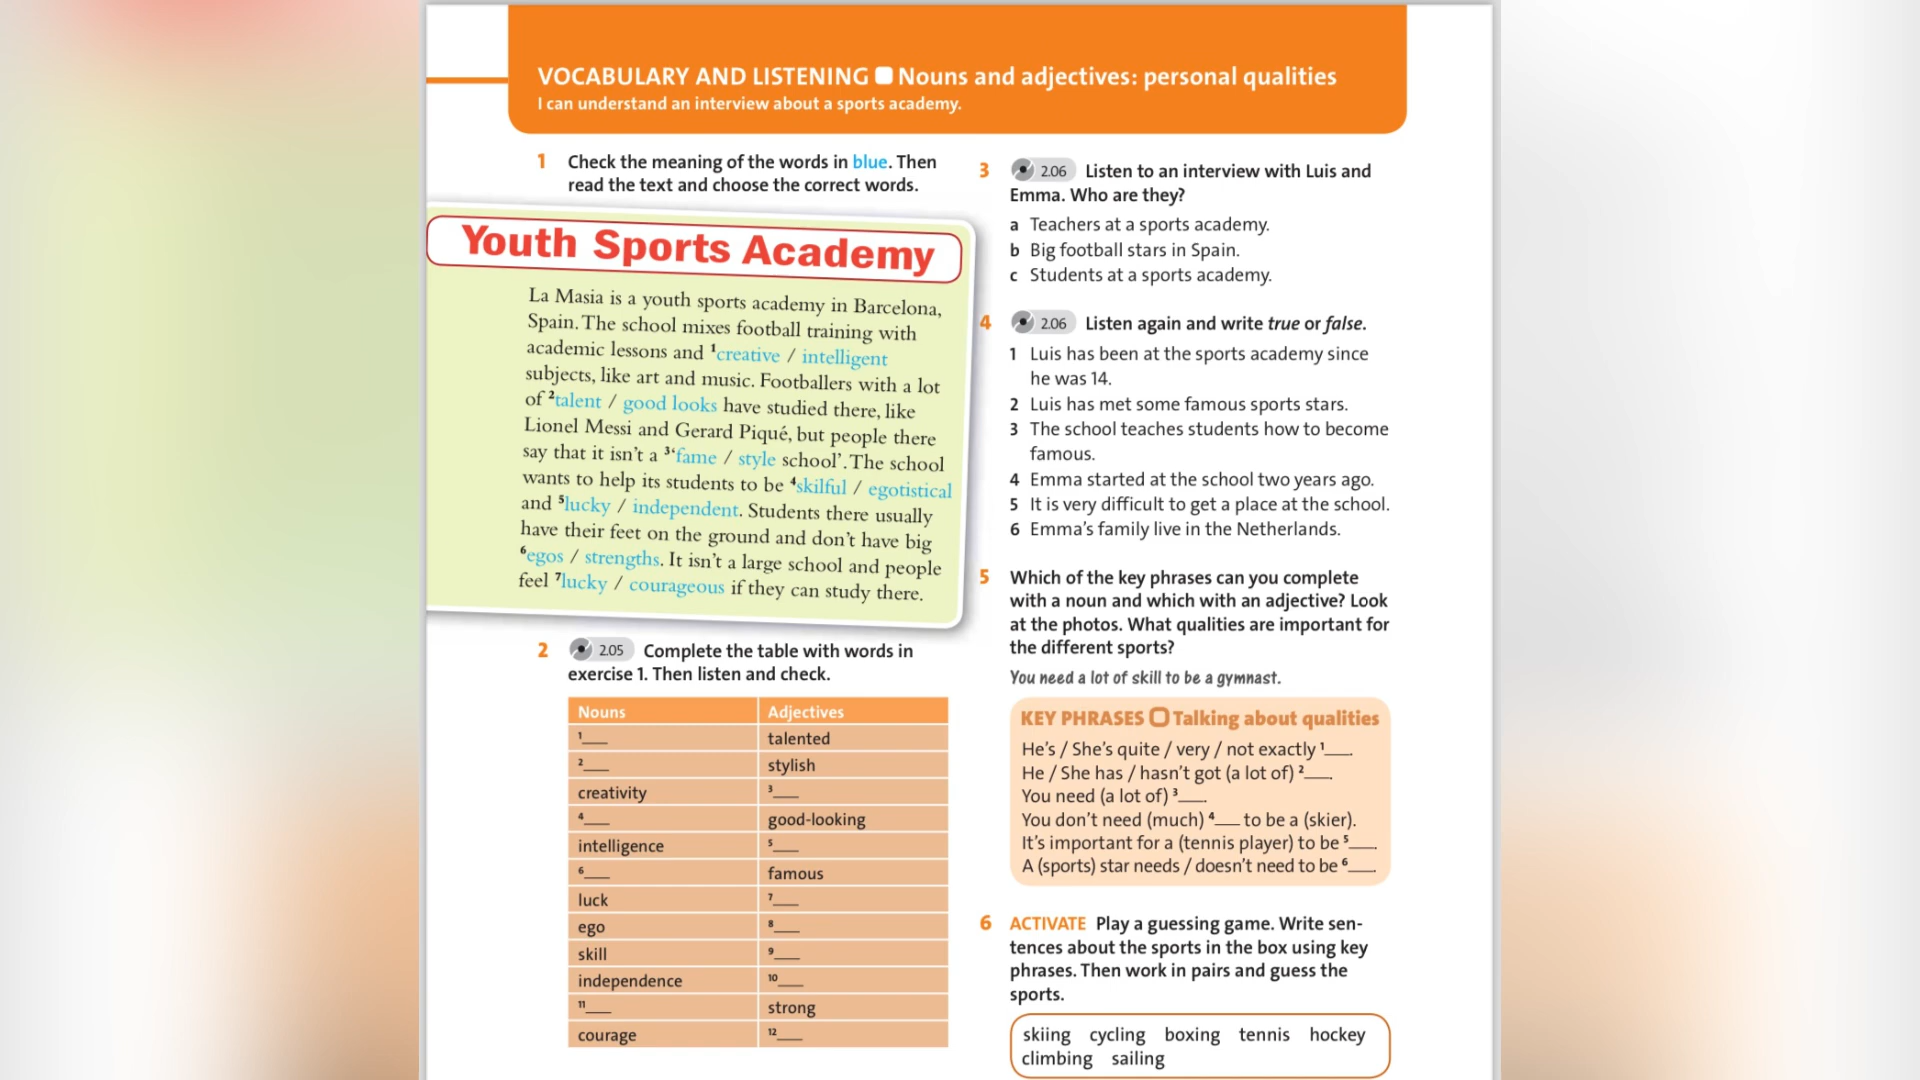 VOCABULARY AND LISTENING Nouns and adjectives: personal qualities
I can understand an interview about a sports academy.
1 Check the meaning of the words in blue. Then
read the text and choose the correct words.
Youth Sports Academy
La Masia is a youth sports academy in Barcelona,
Spain. The school mixes football training with
academic lessons and ¹creative / intelligent
subjects, like art and music. Footballers with a lot
of ²talent / good looks have studied there, like
Lionel Messi and Gerard Piqué, but people there
say that it isn't a ³'fame / style school'. The school
wants to help its students to be ⁴skilful / egotistical
and ⁵lucky / independent. Students there usually
have their feet on the ground and don't have big
⁶egos / strengths. It isn't a large school and people
feel ⁷lucky / courageous if they can study there.
2 2.05 Complete the table with words in
exercise 1. Then listen and check.
Nouns Adjectives
¹___ talented
²___ stylish
creativity ³___
⁴___ good-looking
intelligence ⁵___
⁶___ famous
luck ⁷___
ego ⁸___
skill ⁹___
independence ¹⁰___
¹¹___ strong
courage ¹²___
3 2.06 Listen to an interview with Luis and
Emma. Who are they?
a Teachers at a sports academy.
b Big football stars in Spain.
c Students at a sports academy.
4 2.06 Listen again and write true or false.
1 Luis has been at the sports academy since
he was 14.
2 Luis has met some famous sports stars.
3 The school teaches students how to become
famous.
4 Emma started at the school two years ago.
5 It is very difficult to get a place at the school.
6 Emma's family live in the Netherlands.
5 Which of the key phrases can you complete
with a noun and which with an adjective? Look
at the photos. What qualities are important for
the different sports?
You need a lot of skill to be a gymnast.
KEY PHRASES Talking about qualities
He's / She's quite / very / not exactly ¹___.
He / She has / hasn't got (a lot of) ²___.
You need (a lot of) ³___.
You don't need (much) ⁴___ to be a (skier).
It's important for a (tennis player) to be ⁵___.
A (sports) star needs / doesn't need to be ⁶___.
6 ACTIVATE Play a guessing game. Write sen-
tences about the sports in the box using key
phrases. Then work in pairs and guess the
sports.
skiing cycling boxing tennis hockey
climbing sailing